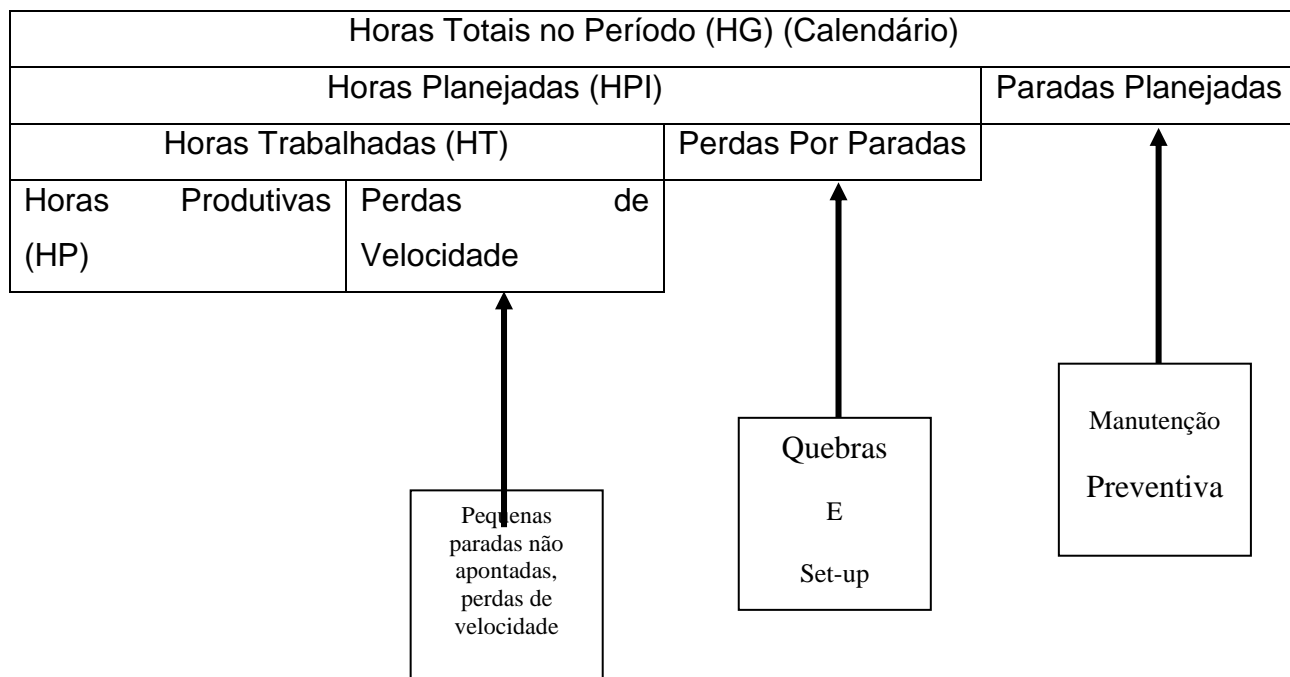 Horas Totais no Período (HG) (Calendário)
Horas Planejadas (HPI)
Paradas Planejadas
Horas Trabalhadas (HT)
Perdas Por Paradas
Horas Produtivas
(HP)
Perdas de
Velocidade
Pequenas
paradas não
apontadas,
perdas de
velocidade
Quebras
E
Set-up
Manutenção
Preventiva